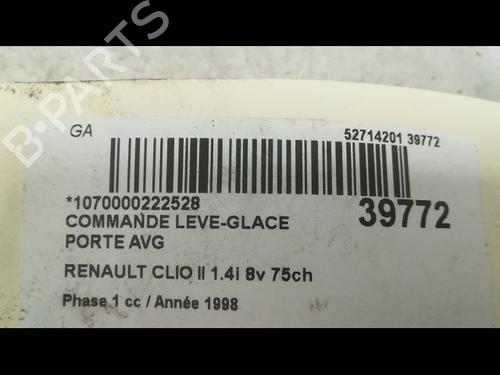 B-PARTS
GA
52714201 39772
*1070000222528
39772
COMMANDE LEVE-GLACE
PORTE AVG
RENAULT CLIO II 1.4i 8v 75ch
Phase 1 cc / Année 1998